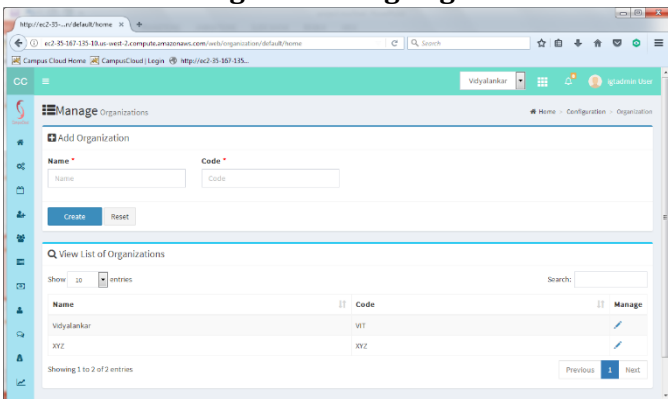 http://ec2-35-...n/default/home
ec2-35-167-135-10.us-west-2.compute.amazonaws.com/web/organization/default/home
Search
Campus Cloud Home
CampusCloud | Login
http://ec2-35-167-135...
CC
Vidyalankar
igtadmin User
Manage Organizations
Home > Configuration > Organization
Add Organization
Name * Code *
Name Code
Create Reset
View List of Organizations
Show 10 entries Search:
Name Code Manage
Vidyalankar VIT
XYZ XYZ
Showing 1 to 2 of 2 entries Previous 1 Next